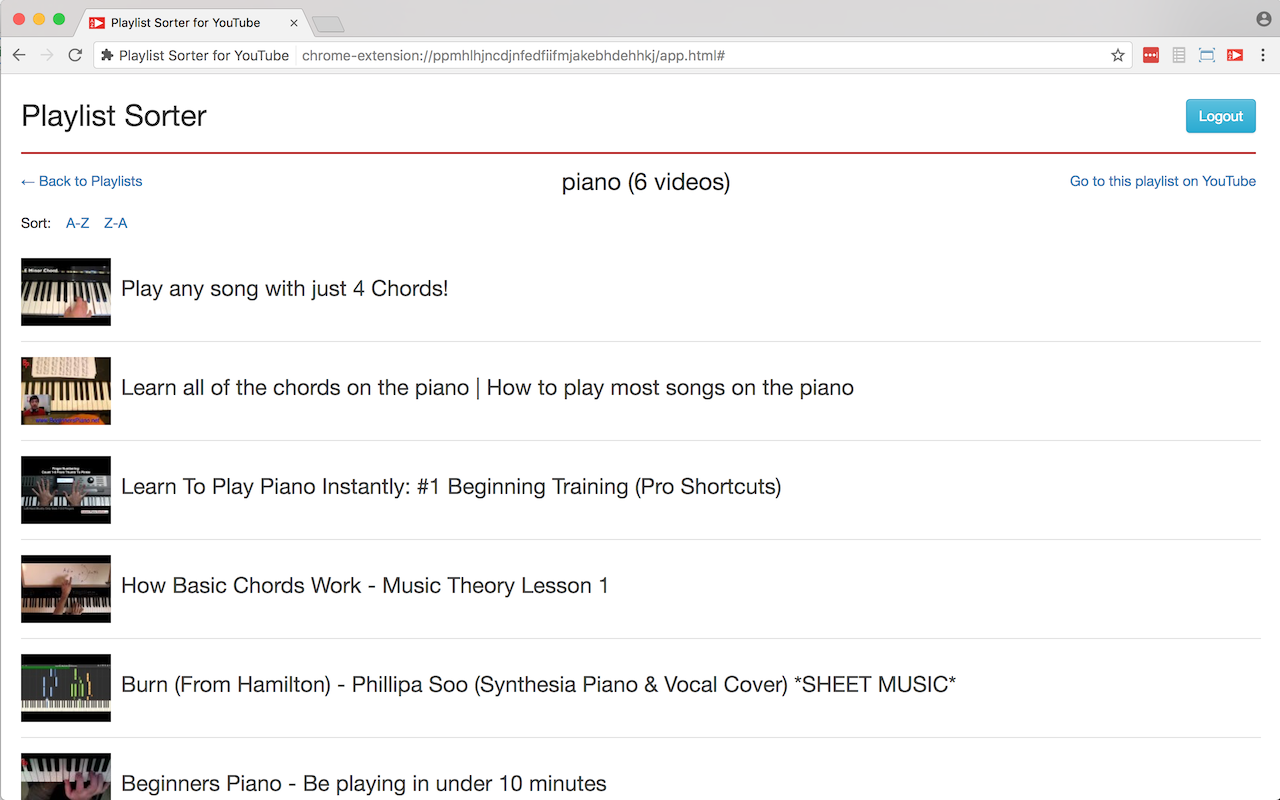 Playlist Sorter for YouTube
Playlist Sorter for YouTube chrome-extension://ppmhlhjncdjnfedfiifmjakebhdehhkj/app.html#
Playlist Sorter
Logout
← Back to Playlists
piano (6 videos)
Go to this playlist on YouTube
Sort: A-Z Z-A
Play any song with just 4 Chords!
Learn all of the chords on the piano | How to play most songs on the piano
Learn To Play Piano Instantly: #1 Beginning Training (Pro Shortcuts)
How Basic Chords Work - Music Theory Lesson 1
Burn (From Hamilton) - Phillipa Soo (Synthesia Piano & Vocal Cover) *SHEET MUSIC*
Beginners Piano - Be playing in under 10 minutes